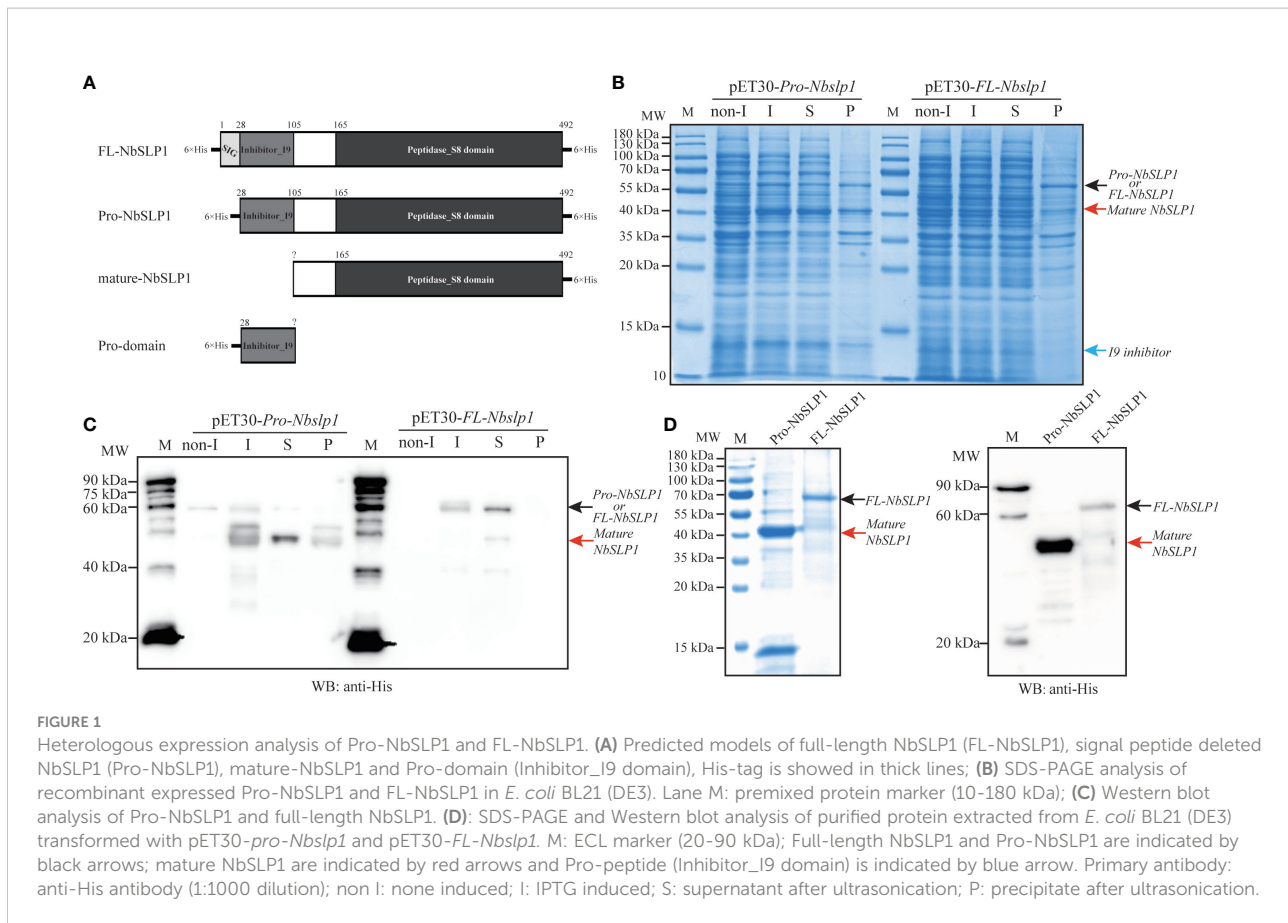 A
1 28 105 165 492
FL-NbSLP1 6×His SIG Inhibitor_I9 Peptidase_S8 domain 6×His
28 105 165 492
Pro-NbSLP1 6×His Inhibitor_I9 Peptidase_S8 domain 6×His
? 165 492
mature-NbSLP1 Peptidase_S8 domain 6×His
28 ?
Pro-domain 6×His Inhibitor_I9
B
pET30-Pro-Nbslp1 pET30-FL-Nbslp1
MW M non-I I S P M non-I I S P
180 kDa
130 kDa
100 kDa
70 kDa
55 kDa
40 kDa
35 kDa
20 kDa
15 kDa
10
Pro-NbSLP1
or
FL-NbSLP1
Mature NbSLP1
I9 inhibitor
C
pET30-Pro-Nbslp1 pET30-FL-Nbslp1
MW M non-I I S P M non-I I S P
90 kDa
75 kDa
60 kDa
40 kDa
20 kDa
Pro-NbSLP1
or
FL-NbSLP1
Mature
NbSLP1
WB: anti-His
D
MW M Pro-NbSLP1 FL-NbSLP1
180 kDa
130 kDa
100 kDa
70 kDa
55 kDa
40 kDa
35 kDa
20 kDa
15 kDa
FL-NbSLP1
Mature
NbSLP1
MW M Pro-NbSLP1 FL-NbSLP1
90 kDa
60 kDa
20 kDa
FL-NbSLP1
Mature
NbSLP1
WB: anti-His
FIGURE 1
Heterologous expression analysis of Pro-NbSLP1 and FL-NbSLP1. (A) Predicted models of full-length NbSLP1 (FL-NbSLP1), signal peptide deleted
NbSLP1 (Pro-NbSLP1), mature-NbSLP1 and Pro-domain (Inhibitor_I9 domain), His-tag is showed in thick lines; (B) SDS-PAGE analysis of
recombinant expressed Pro-NbSLP1 and FL-NbSLP1 in E. coli BL21 (DE3). Lane M: premixed protein marker (10-180 kDa); (C) Western blot
analysis of Pro-NbSLP1 and full-length NbSLP1. (D): SDS-PAGE and Western blot analysis of purified protein extracted from E. coli BL21 (DE3)
transformed with pET30-pro-Nbslp1 and pET30-FL-Nbslp1. M: ECL marker (20-90 kDa); Full-length NbSLP1 and Pro-NbSLP1 are indicated by
black arrows; mature NbSLP1 are indicated by red arrows and Pro-peptide (Inhibitor_I9 domain) is indicated by blue arrow. Primary antibody:
anti-His antibody (1:1000 dilution); non I: none induced; I: IPTG induced; S: supernatant after ultrasonication; P: precipitate after ultrasonication.